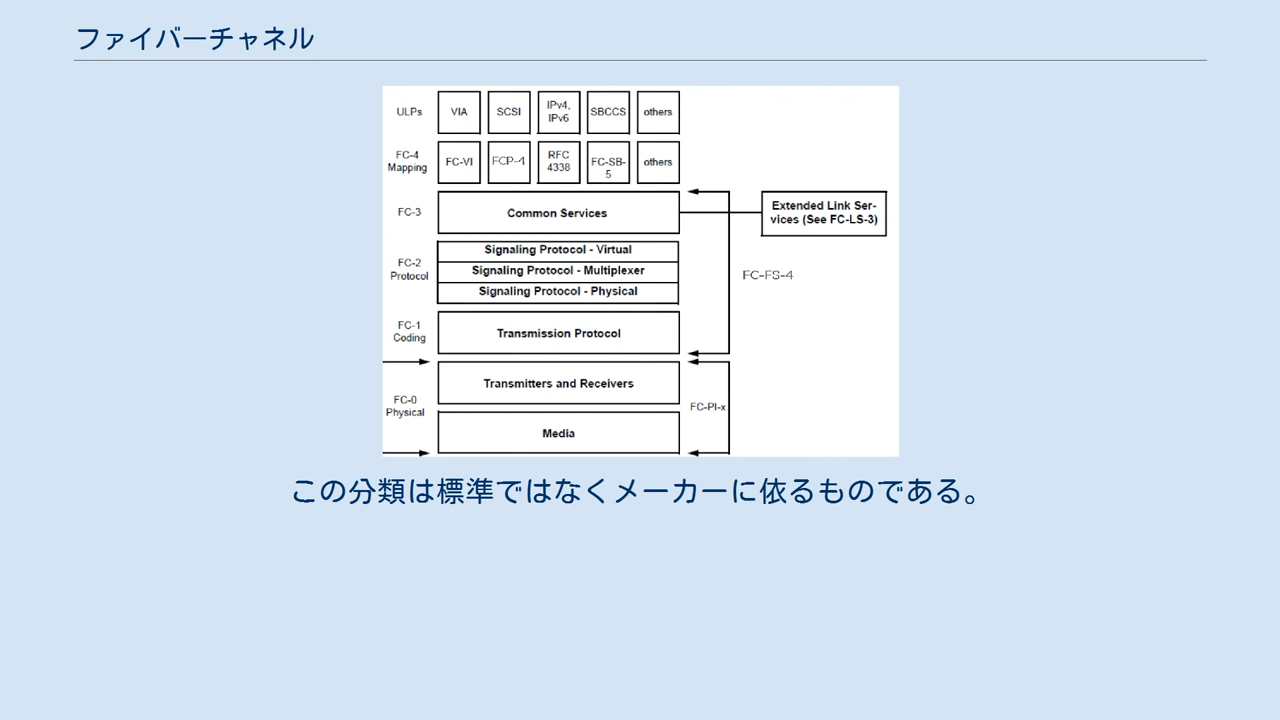 ファイバーチャネル
ULPs
VIA
SCSI
IPv4,
IPv6
SBCCS
others
FC-4
Mapping
FC-VI
FCP-4
RFC
4338
FC-SB-
5
others
FC-3
Common Services
Extended Link Ser-
vices (See FC-LS-3)
FC-2
Protocol
Signaling Protocol - Virtual
Signaling Protocol - Multiplexer
Signaling Protocol - Physical
FC-FS-4
FC-1
Coding
Transmission Protocol
FC-0
Physical
Transmitters and Receivers
FC-PI-x
Media
この分類は標準ではなくメーカーに依るものである。